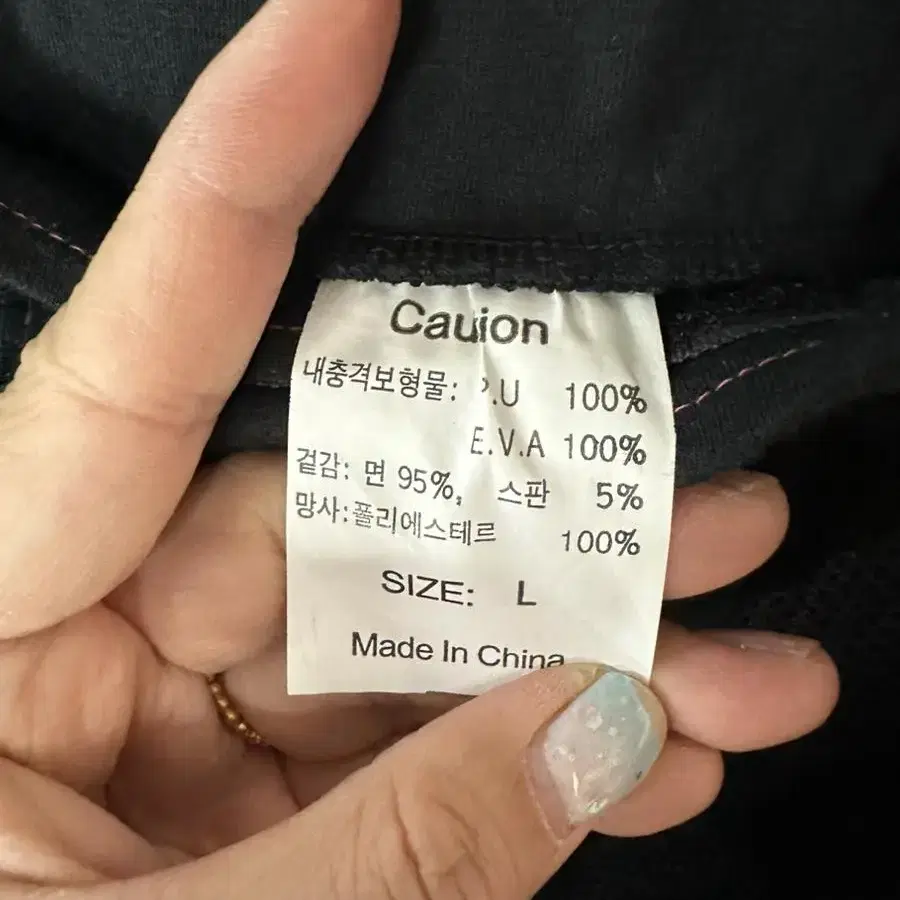 Cauion
내충격보형물: P.U 100%
E.V.A 100%
겉감: 면 95%, 스판 5%
망사:폴리에스테르 100%
SIZE: L
Made In China